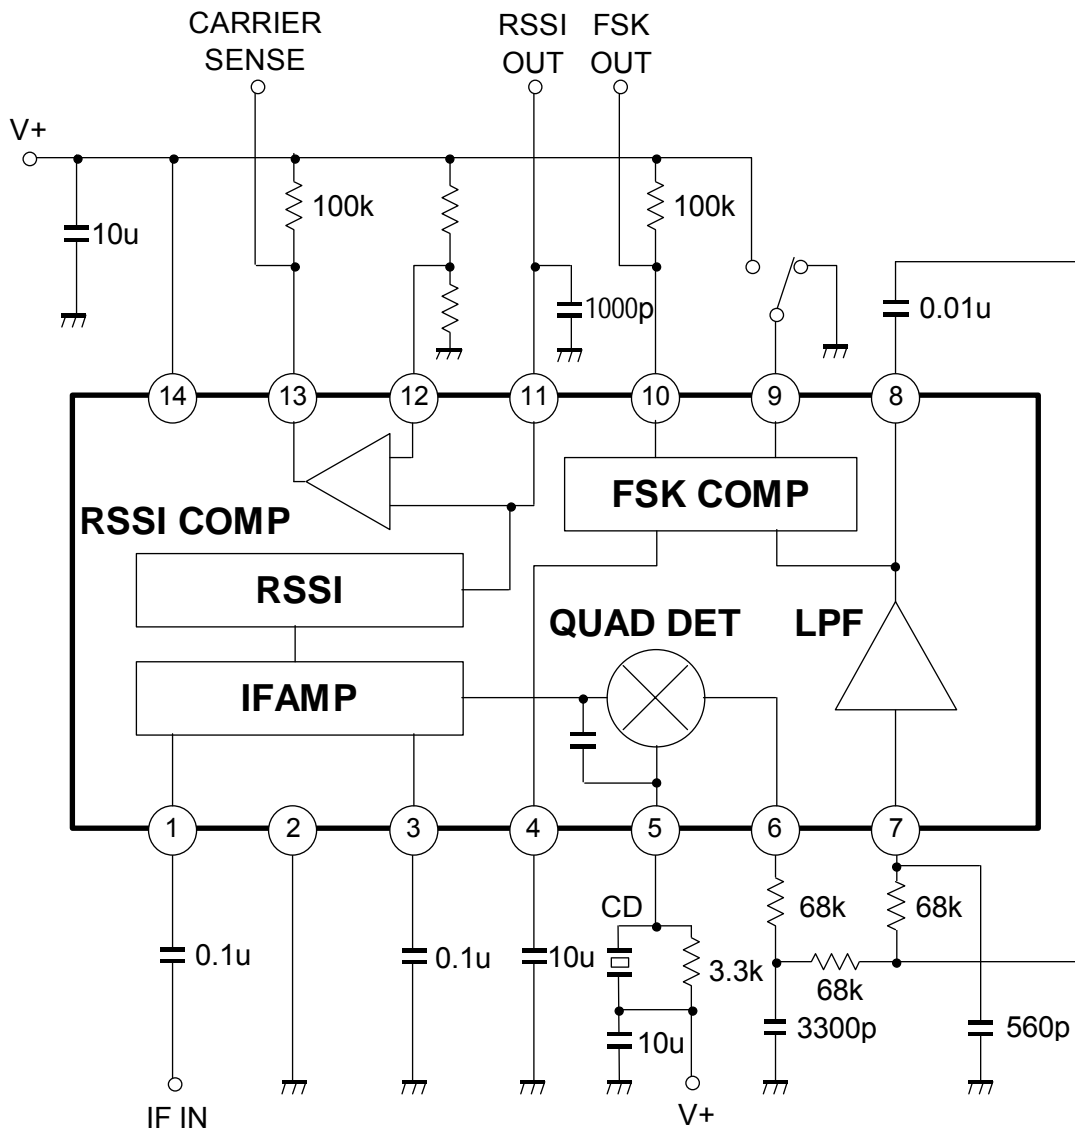 CARRIER
SENSE
RSSI
OUT
FSK
OUT
V+
10u
100k
1000p
100k
0.01u
14
13
12
11
10
9
8
FSK COMP
RSSI COMP
RSSI
QUAD DET
LPF
IFAMP
1
2
3
4
5
6
7
0.1u
0.1u
10u
CD
3.3k
10u
68k
68k
68k
3300p
560p
IF IN
V+